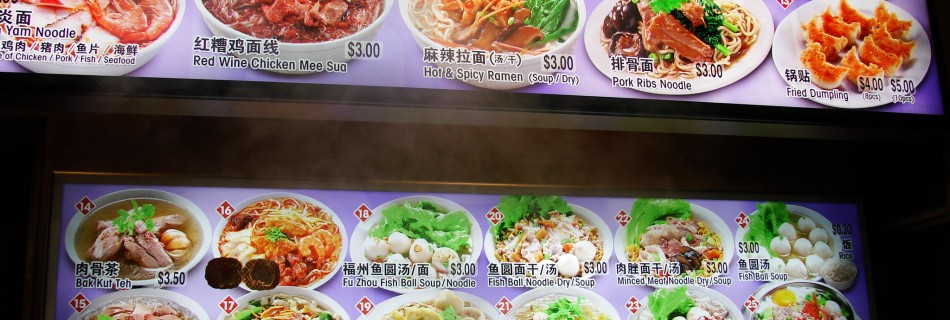 炎面
Yam Noodle
鸡肉 / 猪肉 / 鱼片 / 海鲜
of Chicken / Pork / Fish / Seafood
红糟鸡面线
$3.00
Red Wine Chicken Mee Sua
麻辣拉面(汤/干)
$3.00
Hot & Spicy Ramen (Soup / Dry)
排骨面
$3.00
Pork Ribs Noodle
锅贴
$4.00 $5.00
Fried Dumpling (8pcs) (10pcs)
14
肉骨茶
$3.50
Bak Kut Teh
16
18
福州鱼圆汤/面
$3.00
Fu Zhou Fish Ball Soup/Noodle
20
鱼圆面干/汤
$3.00
Fish Ball Noodle-Dry/Soup
22
肉脞面干/汤
$3.00
Minced Meat Noodle-Dry/Soup
24
$3.00
鱼圆汤
Fish Ball Soup
$0.30
饭
Rice
15
17
19
21
23
25